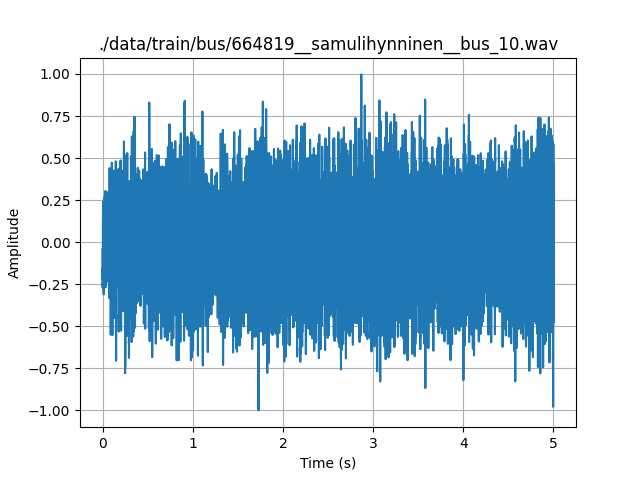 ./data/train/bus/664819__samulihynninen__bus_10.wav
1.00
0.75
0.50
0.25
0.00
−0.25
−0.50
−0.75
−1.00
Amplitude
0 1 2 3 4 5
Time (s)